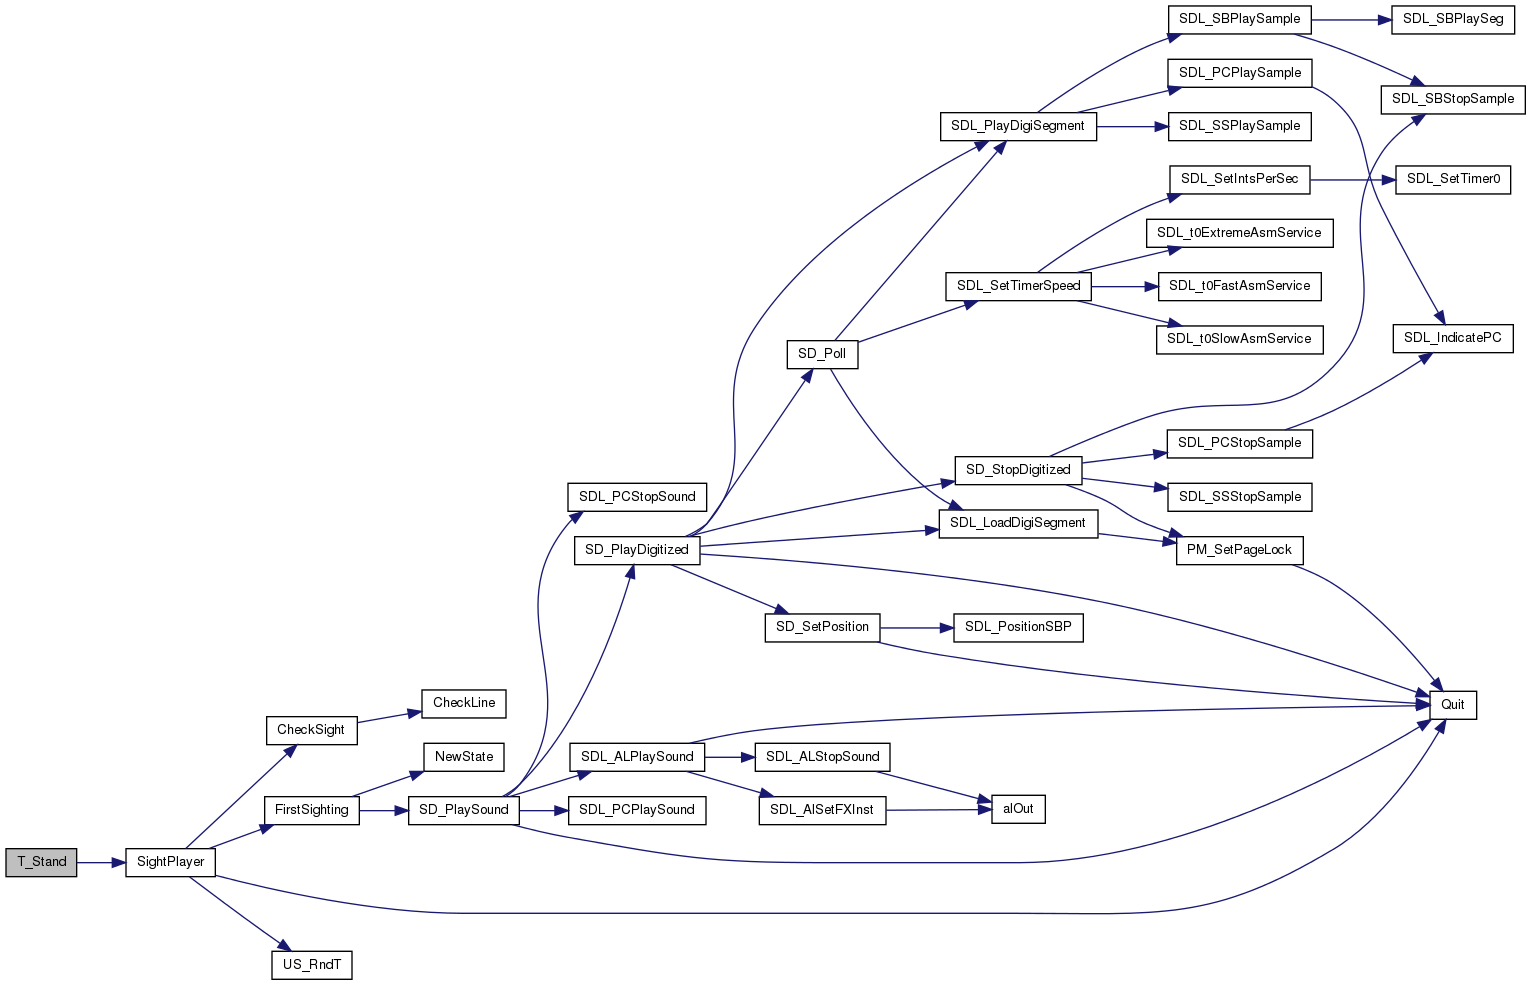 SDL_SBPlaySample
SDL_SBPlaySeg
SDL_PCPlaySample
SDL_SBStopSample
SDL_PlayDigiSegment
SDL_SSPlaySample
SDL_SetIntsPerSec
SDL_SetTimer0
SDL_t0ExtremeAsmService
SDL_SetTimerSpeed
SDL_t0FastAsmService
SDL_t0SlowAsmService
SDL_IndicatePC
SD_Poll
SDL_PCStopSample
SD_StopDigitized
SDL_PCStopSound
SDL_SSStopSample
SDL_LoadDigiSegment
SD_PlayDigitized
PM_SetPageLock
SD_SetPosition
SDL_PositionSBP
CheckLine
Quit
CheckSight
NewState
SDL_ALPlaySound
SDL_ALStopSound
FirstSighting
SD_PlaySound
SDL_PCPlaySound
SDL_AlSetFXInst
alOut
T_Stand
SightPlayer
US_RndT